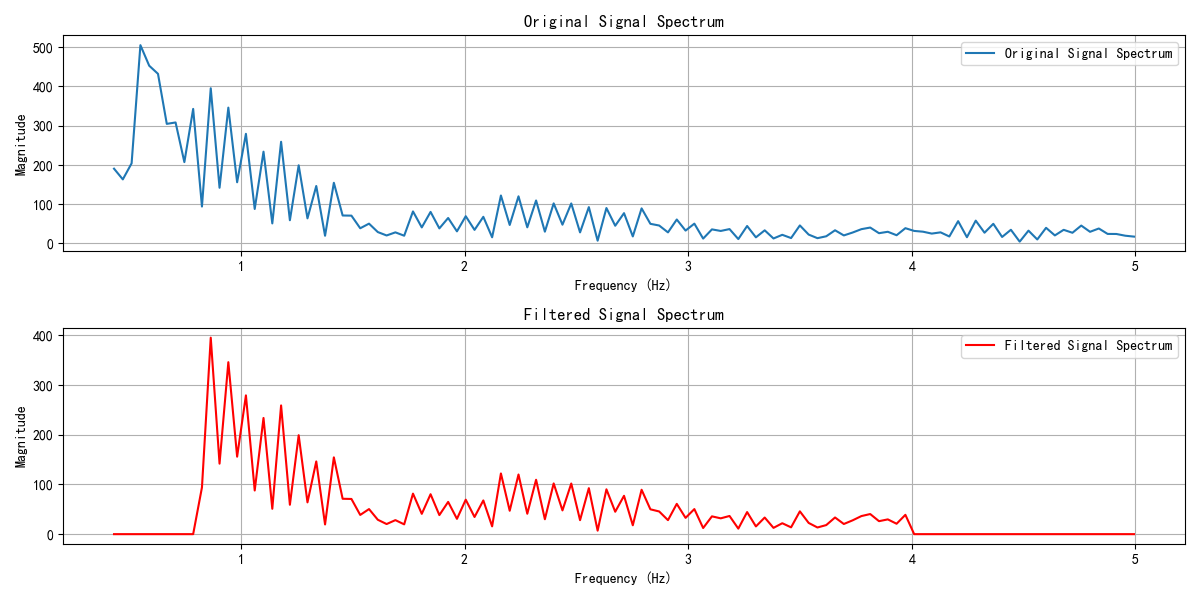 Original Signal Spectrum
Original Signal Spectrum
500
400
300
200
100
0
Magnitude
1 2 3 4 5
Frequency (Hz)
Filtered Signal Spectrum
Filtered Signal Spectrum
400
300
200
100
0
Magnitude
1 2 3 4 5
Frequency (Hz)